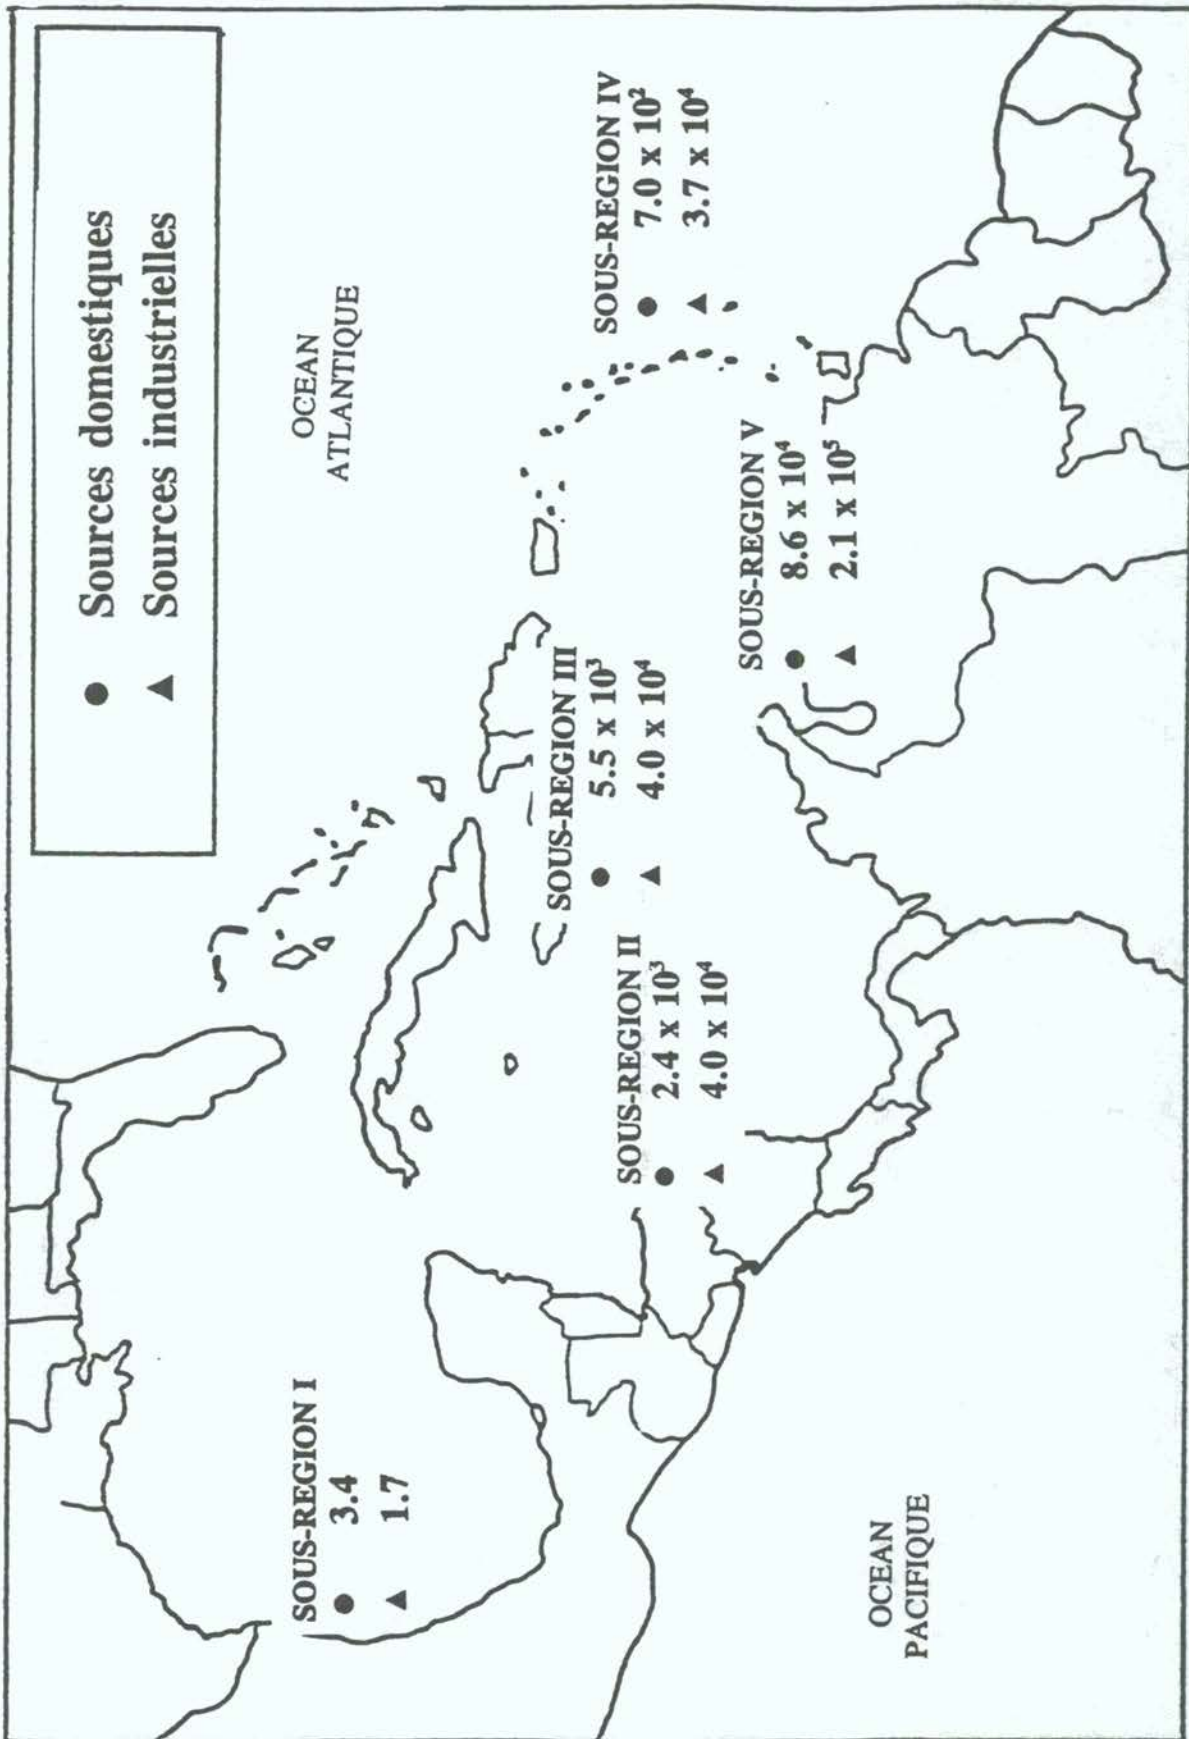 ● Sources domestiques
▲ Sources industrielles
OCEAN
ATLANTIQUE
SOUS-REGION I
● 3.4
▲ 1.7
SOUS-REGION II
● 2.4 x 10³
▲ 4.0 x 10⁴
SOUS-REGION III
● 5.5 x 10³
▲ 4.0 x 10⁴
SOUS-REGION IV
● 7.0 x 10²
▲ 3.7 x 10⁴
SOUS-REGION V
● 8.6 x 10⁴
▲ 2.1 x 10⁵
OCEAN
PACIFIQUE